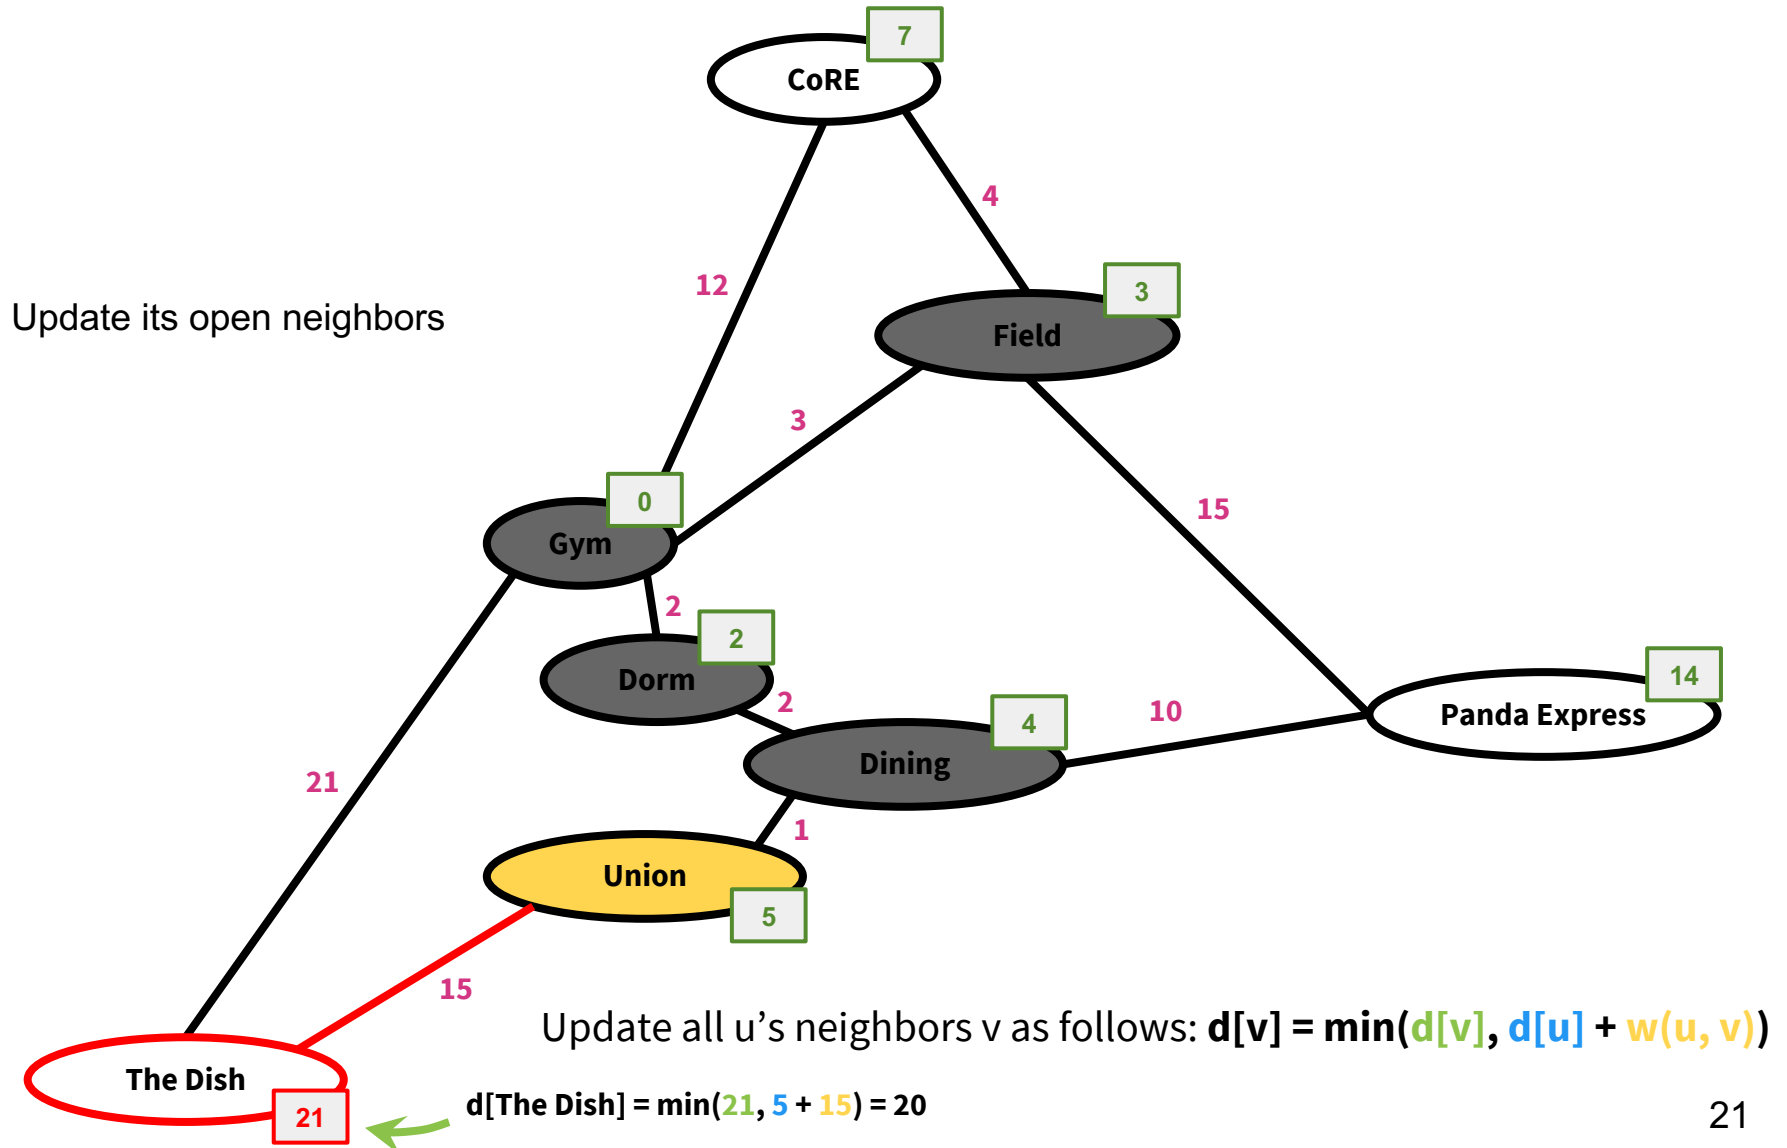 7
CoRE
4
12
3
Update its open neighbors
Field
3
15
0
Gym
2
2
Dorm
2
14
4
10
Panda Express
Dining
21
1
Union
5
15
Update all u’s neighbors v as follows: d[v] = min(d[v], d[u] + w(u, v))
The Dish
21
d[The Dish] = min(21, 5 + 15) = 20
21